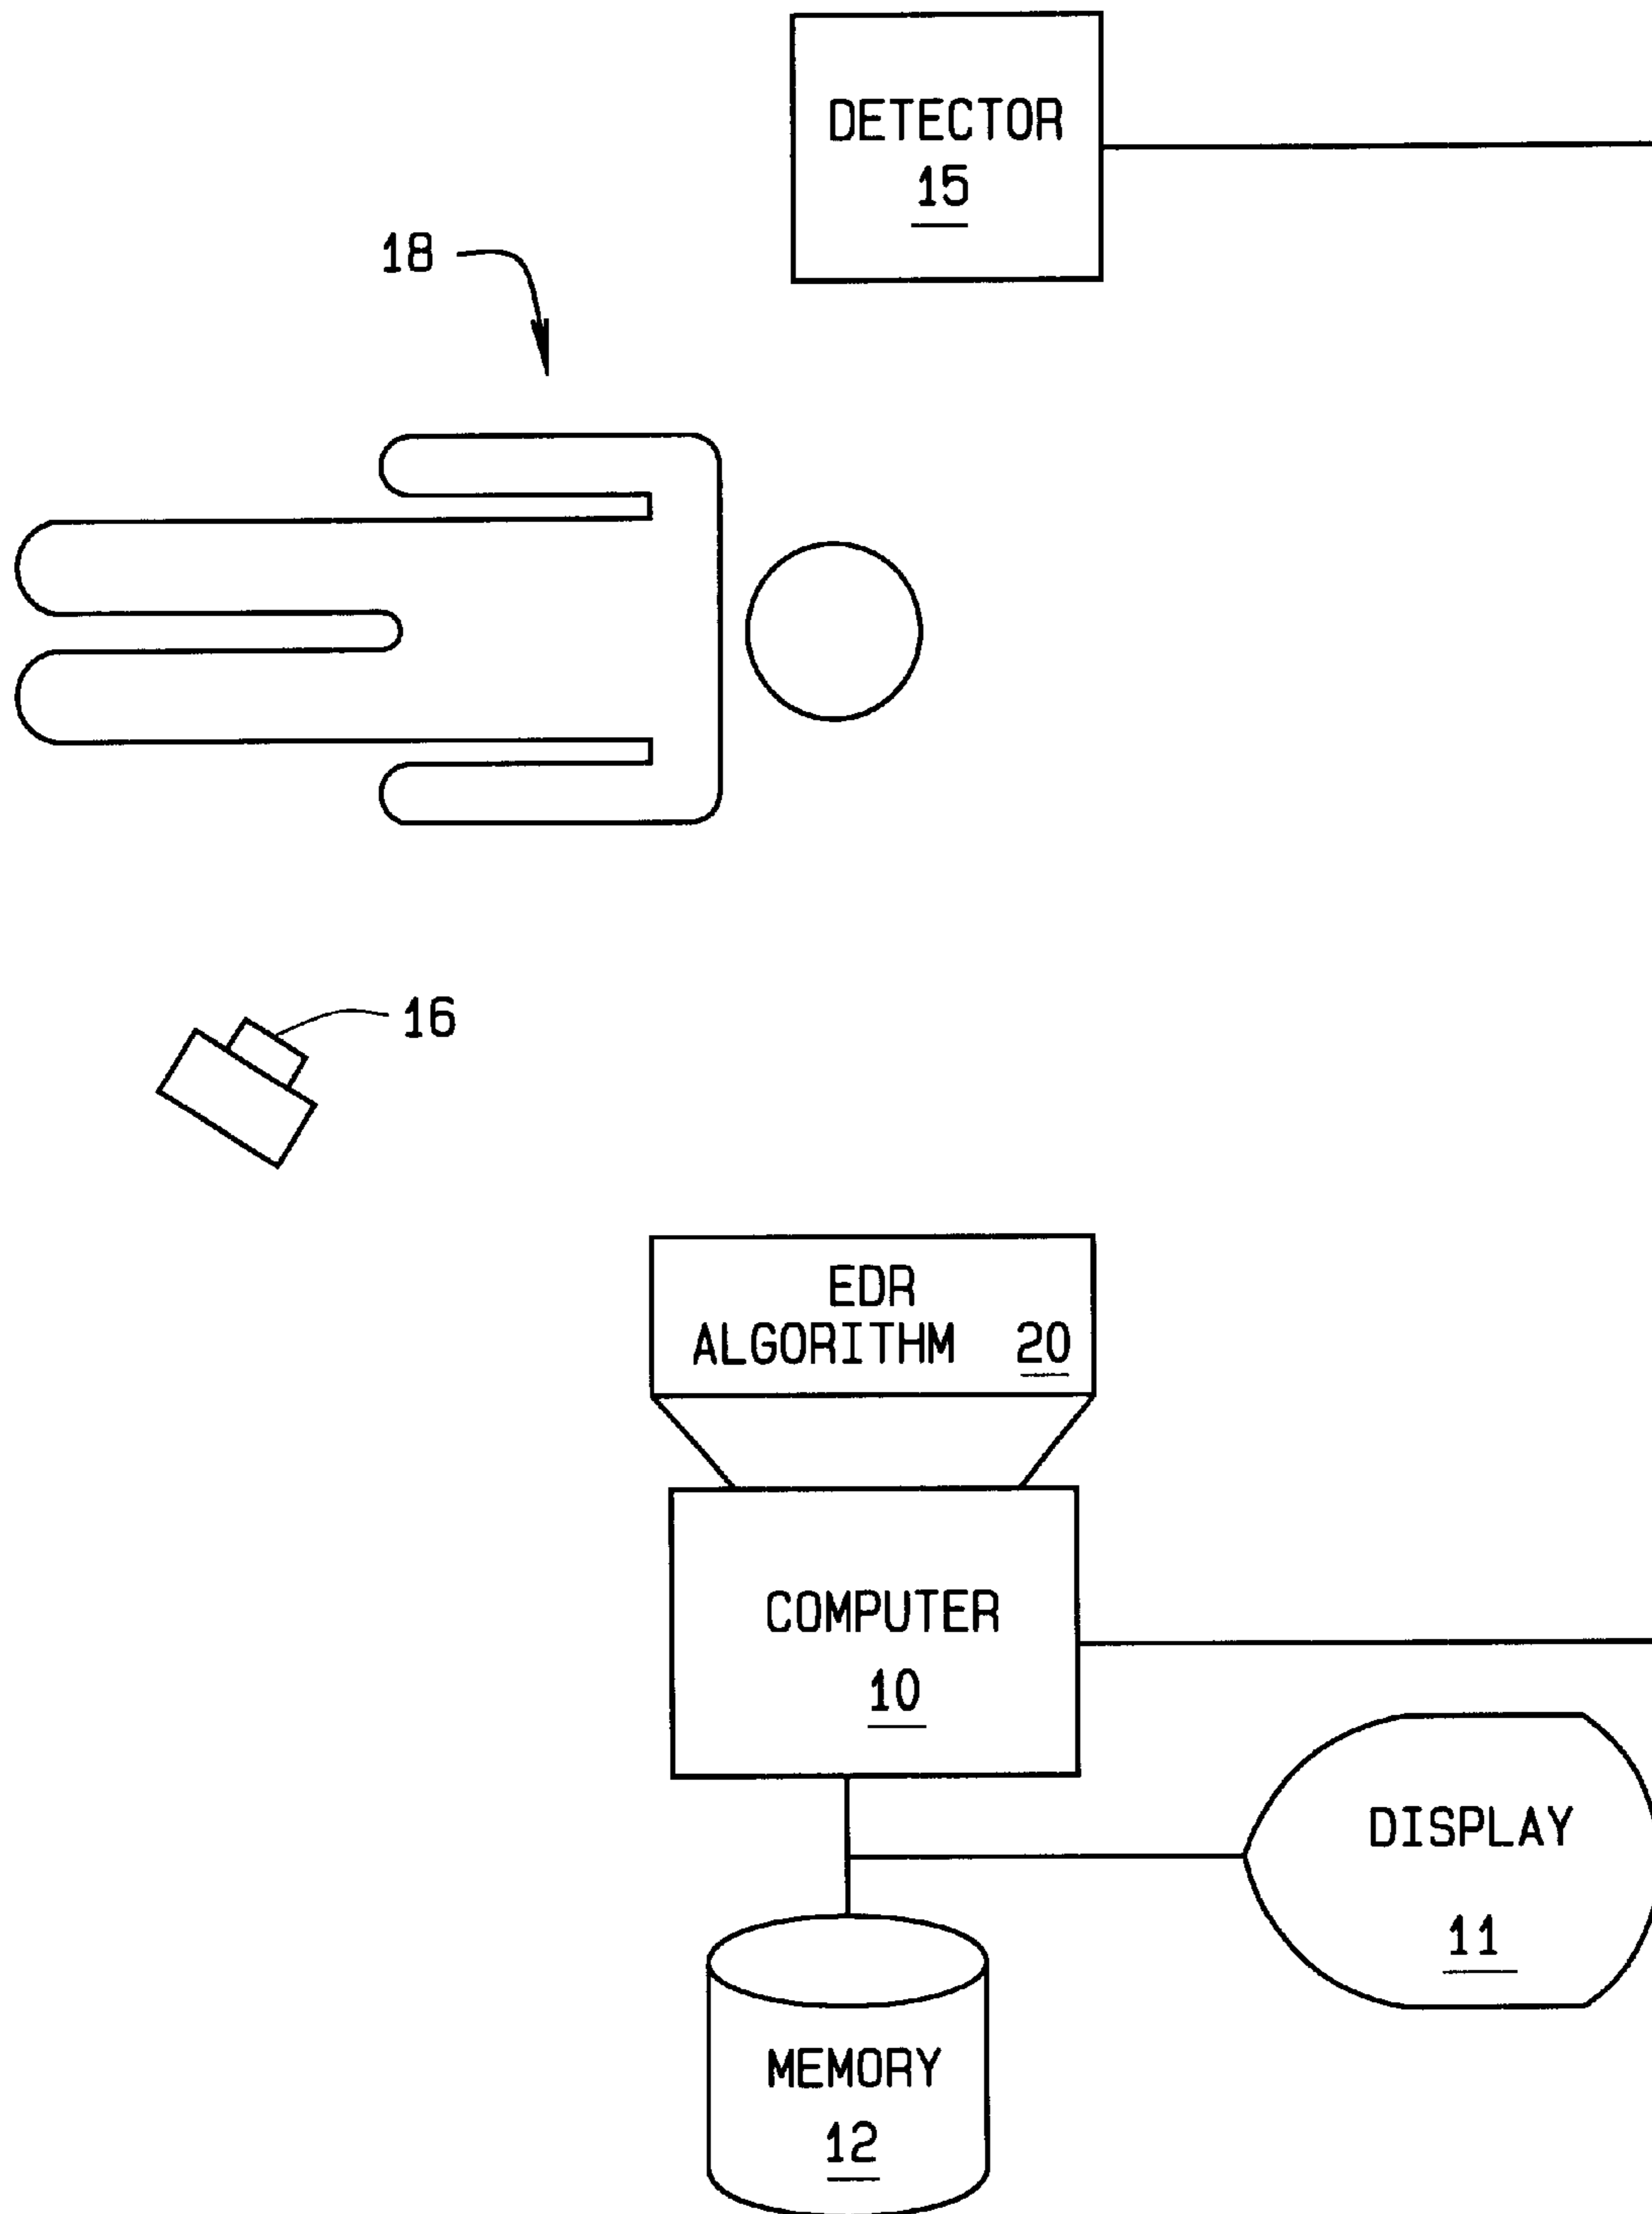 DETECTOR
15
18
16
EDR
ALGORITHM 20
COMPUTER
10
DISPLAY
11
MEMORY
12